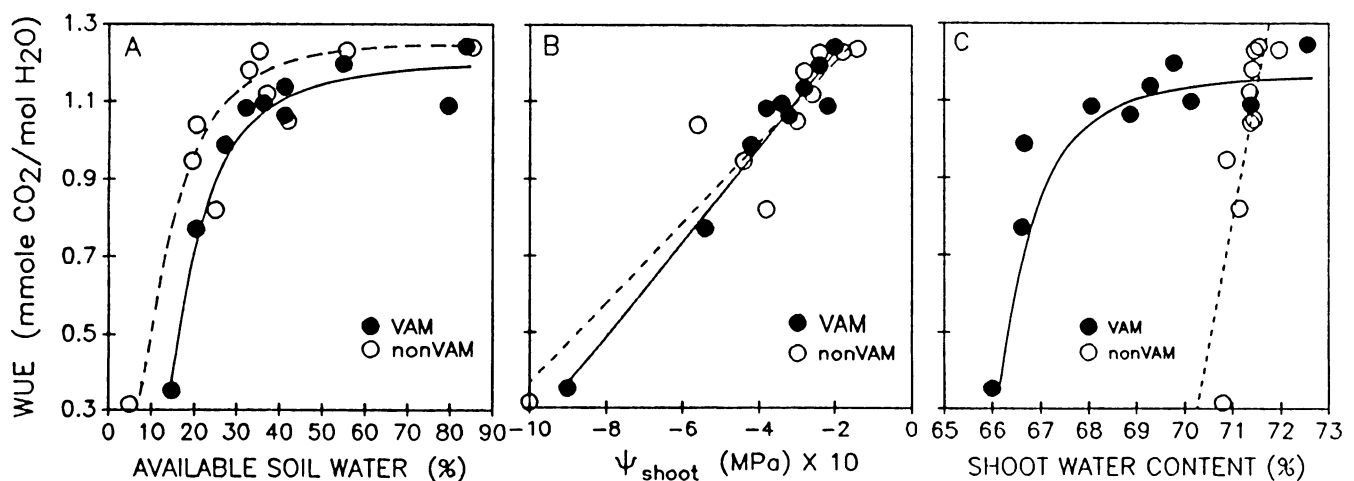 WUE (mmole CO2/mol H2O)
1.3
1.1
0.9
0.7
0.5
0.3
A
VAM
nonVAM
0 10 20 30 40 50 60 70 80 90
AVAILABLE SOIL WATER (%)
B
VAM
nonVAM
-10 -8 -6 -4 -2 0
Ψshoot (MPa) X 10
C
VAM
nonVAM
65 66 67 68 69 70 71 72 73
SHOOT WATER CONTENT (%)